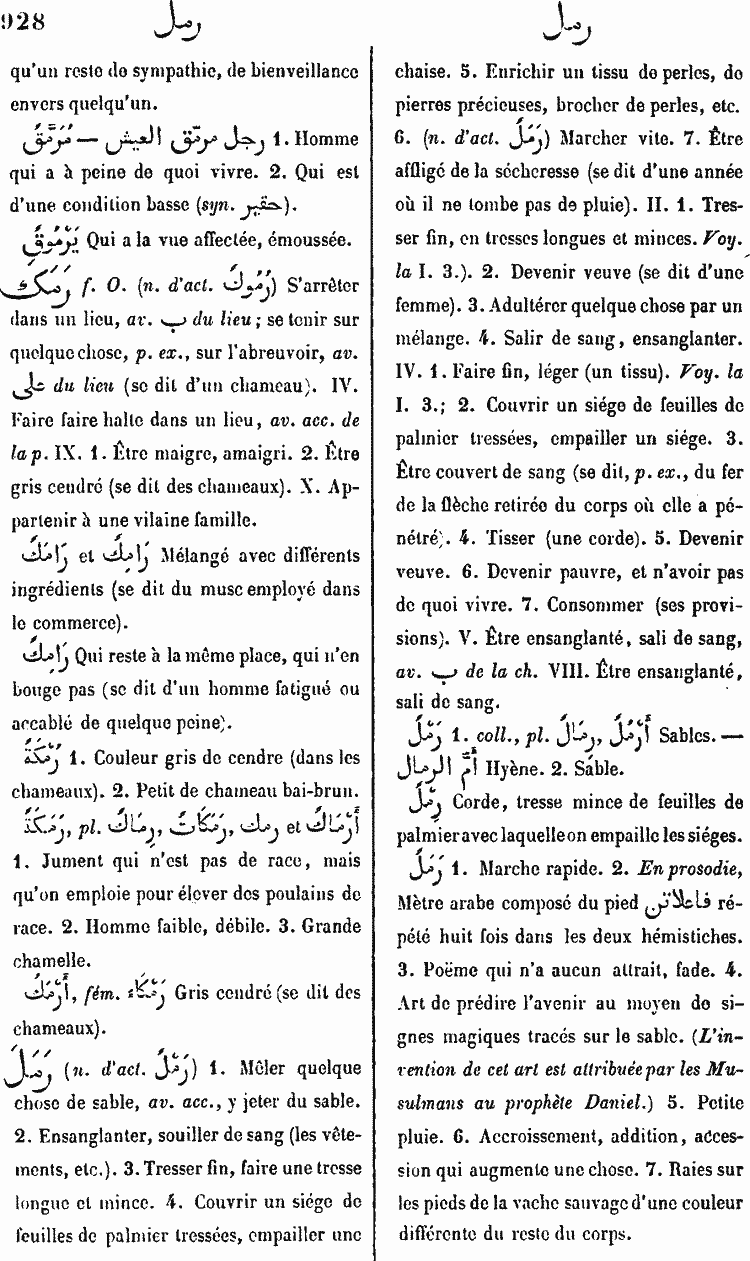 928
رمل
رمل
qu'un reste de sympathie, de bienveillance
envers quelqu'un.
رجل مرمّق العيش — مُرَمَّقٌ 1. Homme
qui a à peine de quoi vivre. 2. Qui est
d'une condition basse (syn. حقير).
يَرْمُوقٌ Qui a la vue affectée, émoussée.
رَمَكَ f. O. (n. d'act. رُمُوكٌ) S'arrêter
dans un lieu, av. ب du lieu; se tenir sur
quelque chose, p. ex., sur l'abreuvoir, av.
على du lieu (se dit d'un chameau). IV.
Faire faire halte dans un lieu, av. acc. de
la p. IX. 1. Être maigre, amaigri. 2. Être
gris cendré (se dit des chameaux). X. Ap-
partenir à une vilaine famille.
رَامِكٌ et رَامَكٌ Mélangé avec différents
ingrédients (se dit du musc employé dans
le commerce).
رَامِكٌ Qui reste à la même place, qui n'en
bouge pas (se dit d'un homme fatigué ou
accablé de quelque peine).
رُمْكَةٌ 1. Couleur gris de cendre (dans les
chameaux). 2. Petit de chameau bai-brun.
رَمَكَةٌ, pl. رِمَاكٌ, رَمَكَاتٌ, رمك et أَرْمَاكٌ
1. Jument qui n'est pas de race, mais
qu'on emploie pour élever des poulains de
race. 2. Homme faible, débile. 3. Grande
chamelle.
أَرْمَكُ, fém. رَمْكَاءُ Gris cendré (se dit des
chameaux).
رَمَلَ (n. d'act. رَمْلٌ) 1. Mêler quelque
chose de sable, av. acc., y jeter du sable.
2. Ensanglanter, souiller de sang (les vête-
ments, etc.). 3. Tresser fin, faire une tresse
longue et mince. 4. Couvrir un siége de
feuilles de palmier tressées, empailler une
chaise. 5. Enrichir un tissu de perles, de
pierres précieuses, brocher de perles, etc.
6. (n. d'act. رَمَلٌ) Marcher vite. 7. Être
affligé de la sécheresse (se dit d'une année
où il ne tombe pas de pluie). II. 1. Tres-
ser fin, en tresses longues et minces. Voy.
la I. 3.). 2. Devenir veuve (se dit d'une
femme). 3. Adultérer quelque chose par un
mélange. 4. Salir de sang, ensanglanter.
IV. 1. Faire fin, léger (un tissu). Voy. la
I. 3.; 2. Couvrir un siége de feuilles de
palmier tressées, empailler un siége. 3.
Être couvert de sang (se dit, p. ex., du fer
de la flèche retirée du corps où elle a pé-
nétré). 4. Tisser (une corde). 5. Devenir
veuve. 6. Devenir pauvre, et n'avoir pas
de quoi vivre. 7. Consommer (ses provi-
sions). V. Être ensanglanté, sali de sang,
av. ب de la ch. VIII. Être ensanglanté,
sali de sang.
رَمْلٌ 1. coll., pl. رِمَالٌ, أَرْمُلٌ Sables. —
أمّ الرمال Hyène. 2. Sable.
رمْلٌ Corde, tresse mince de feuilles de
palmier avec laquelle on empaille les siéges.
رَمَلٌ 1. Marche rapide. 2. En prosodie,
Mètre arabe composé du pied فاعلاتن ré-
pété huit fois dans les deux hémistiches.
3. Poëme qui n'a aucun attrait, fade. 4.
Art de prédire l'avenir au moyen de si-
gnes magiques tracés sur le sable. (L'in-
vention de cet art est attribuée par les Mu-
sulmans au prophète Daniel.) 5. Petite
pluie. 6. Accroissement, addition, acces-
sion qui augmente une chose. 7. Raies sur
les pieds de la vache sauvage d'une couleur
différente du reste du corps.